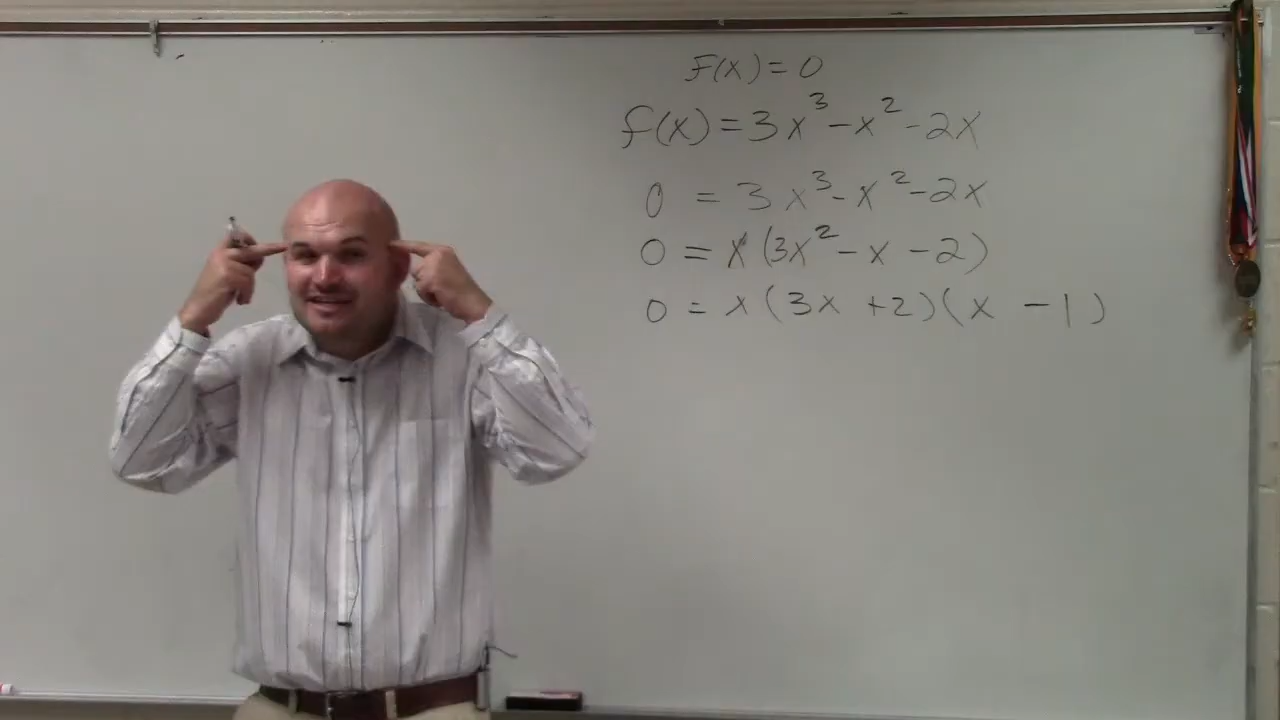 F(x) = 0
f(x) = 3x³ - x² - 2x
0 = 3x³ - x² - 2x
0 = x(3x² - x - 2)
0 = x(3x + 2)(x - 1)